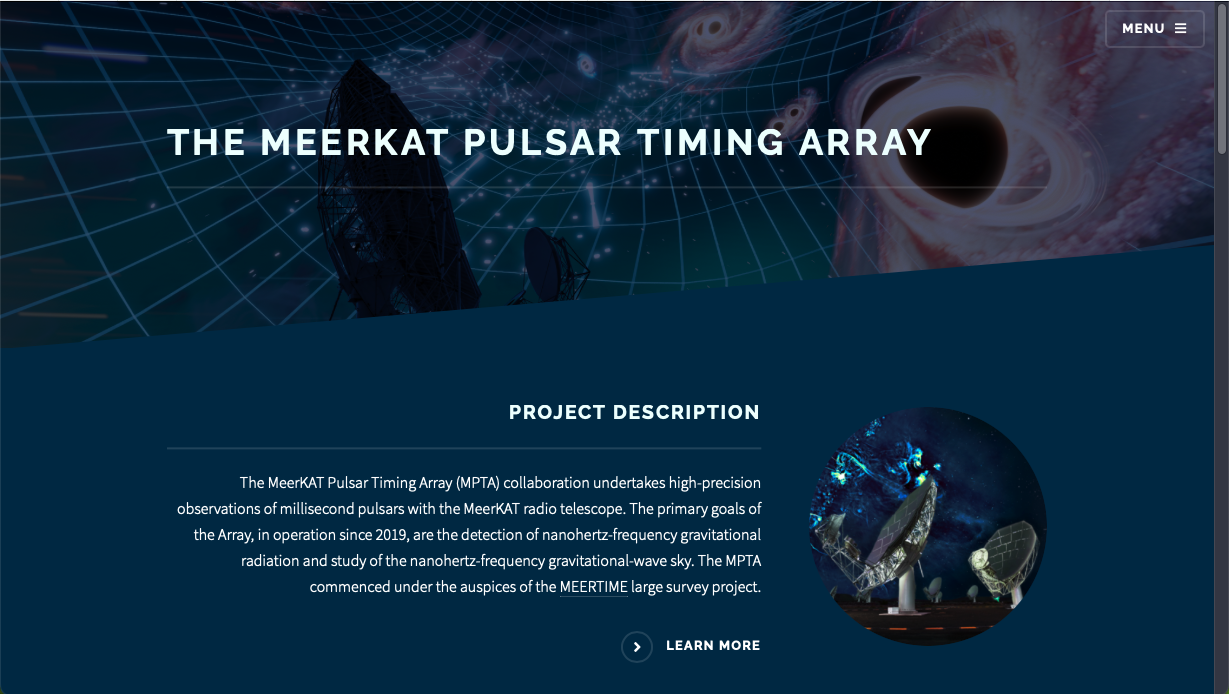 MENU
THE MEERKAT PULSAR TIMING ARRAY
PROJECT DESCRIPTION
The MeerKAT Pulsar Timing Array (MPTA) collaboration undertakes high-precision
observations of millisecond pulsars with the MeerKAT radio telescope. The primary goals of
the Array, in operation since 2019, are the detection of nanohertz-frequency gravitational
radiation and study of the nanohertz-frequency gravitational-wave sky. The MPTA
commenced under the auspices of the MEERTIME large survey project.
LEARN MORE